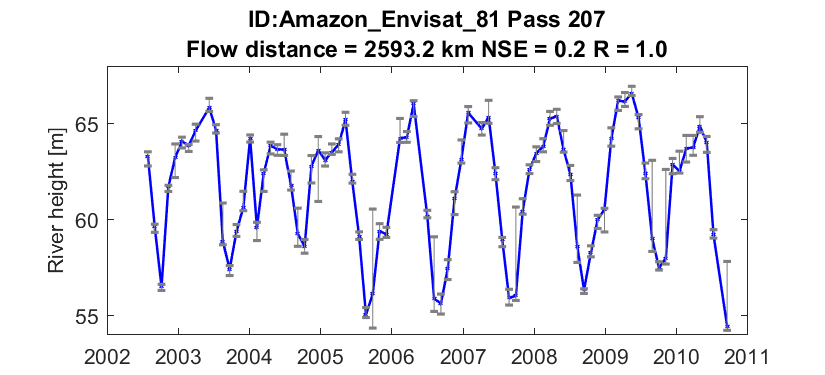 ID:Amazon_Envisat_81 Pass 207
Flow distance = 2593.2 km NSE = 0.2 R = 1.0
River height [m]
65
60
55
2002 2003 2004 2005 2006 2007 2008 2009 2010 2011